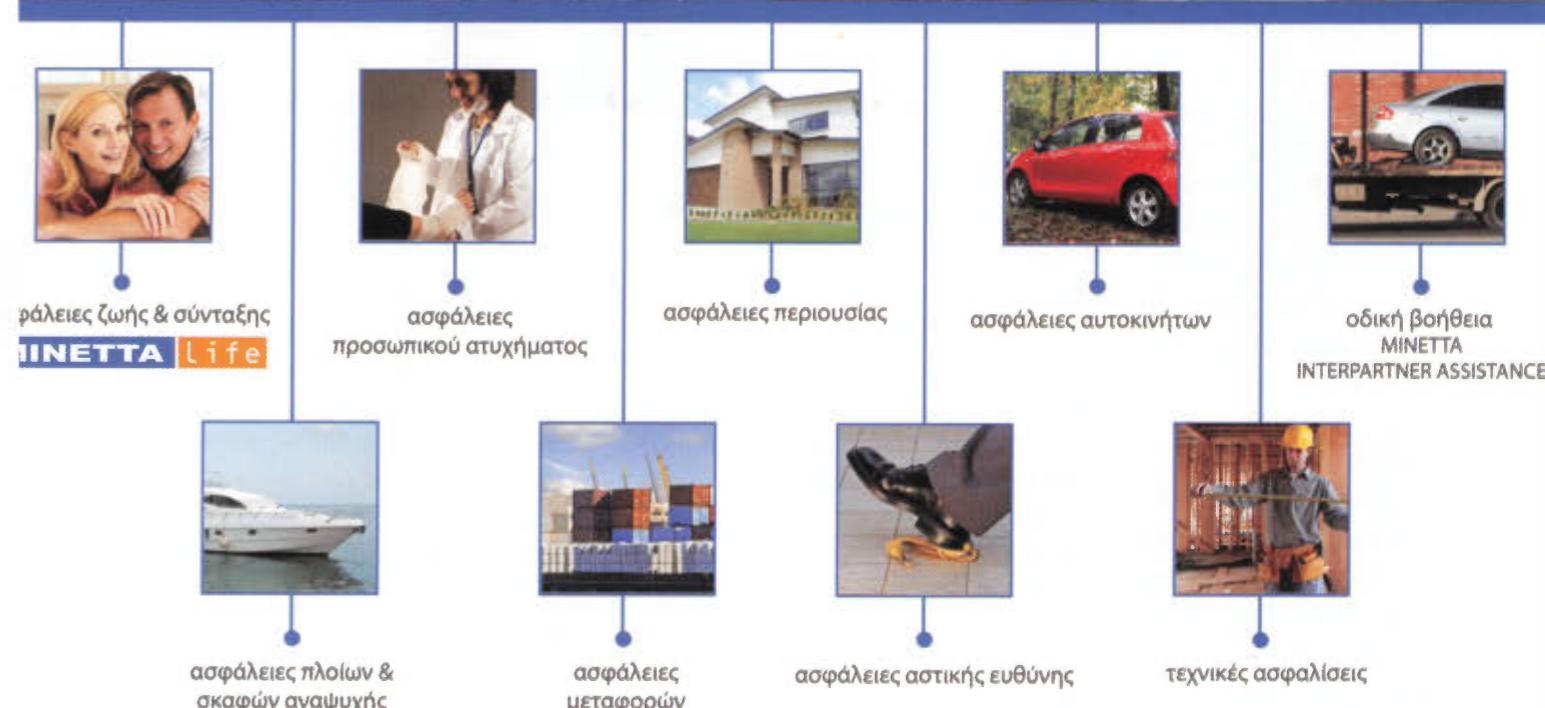 φάλειες ζωής & σύνταξης
MINETTA Life
ασφάλειες
προσωπικού ατυχήματος
ασφάλειες περιουσίας
ασφάλειες αυτοκινήτων
οδική βοήθεια
MINETTA
INTERPARTNER ASSISTANCE
ασφάλειες πλοίων &
σκαφών αναψυχής
ασφάλειες
μεταφορών
ασφάλειες αστικής ευθύνης
τεχνικές ασφαλίσεις